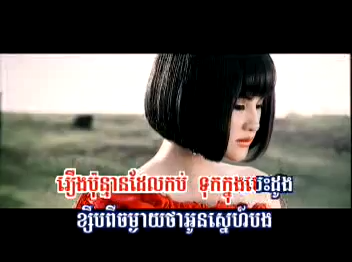 រឿងប៉ុន្មានដែលកប់ ទុកក្នុងបេះដូង
ខ្សឹបពីចម្ងាយថាអូនស្នេហ៍បង